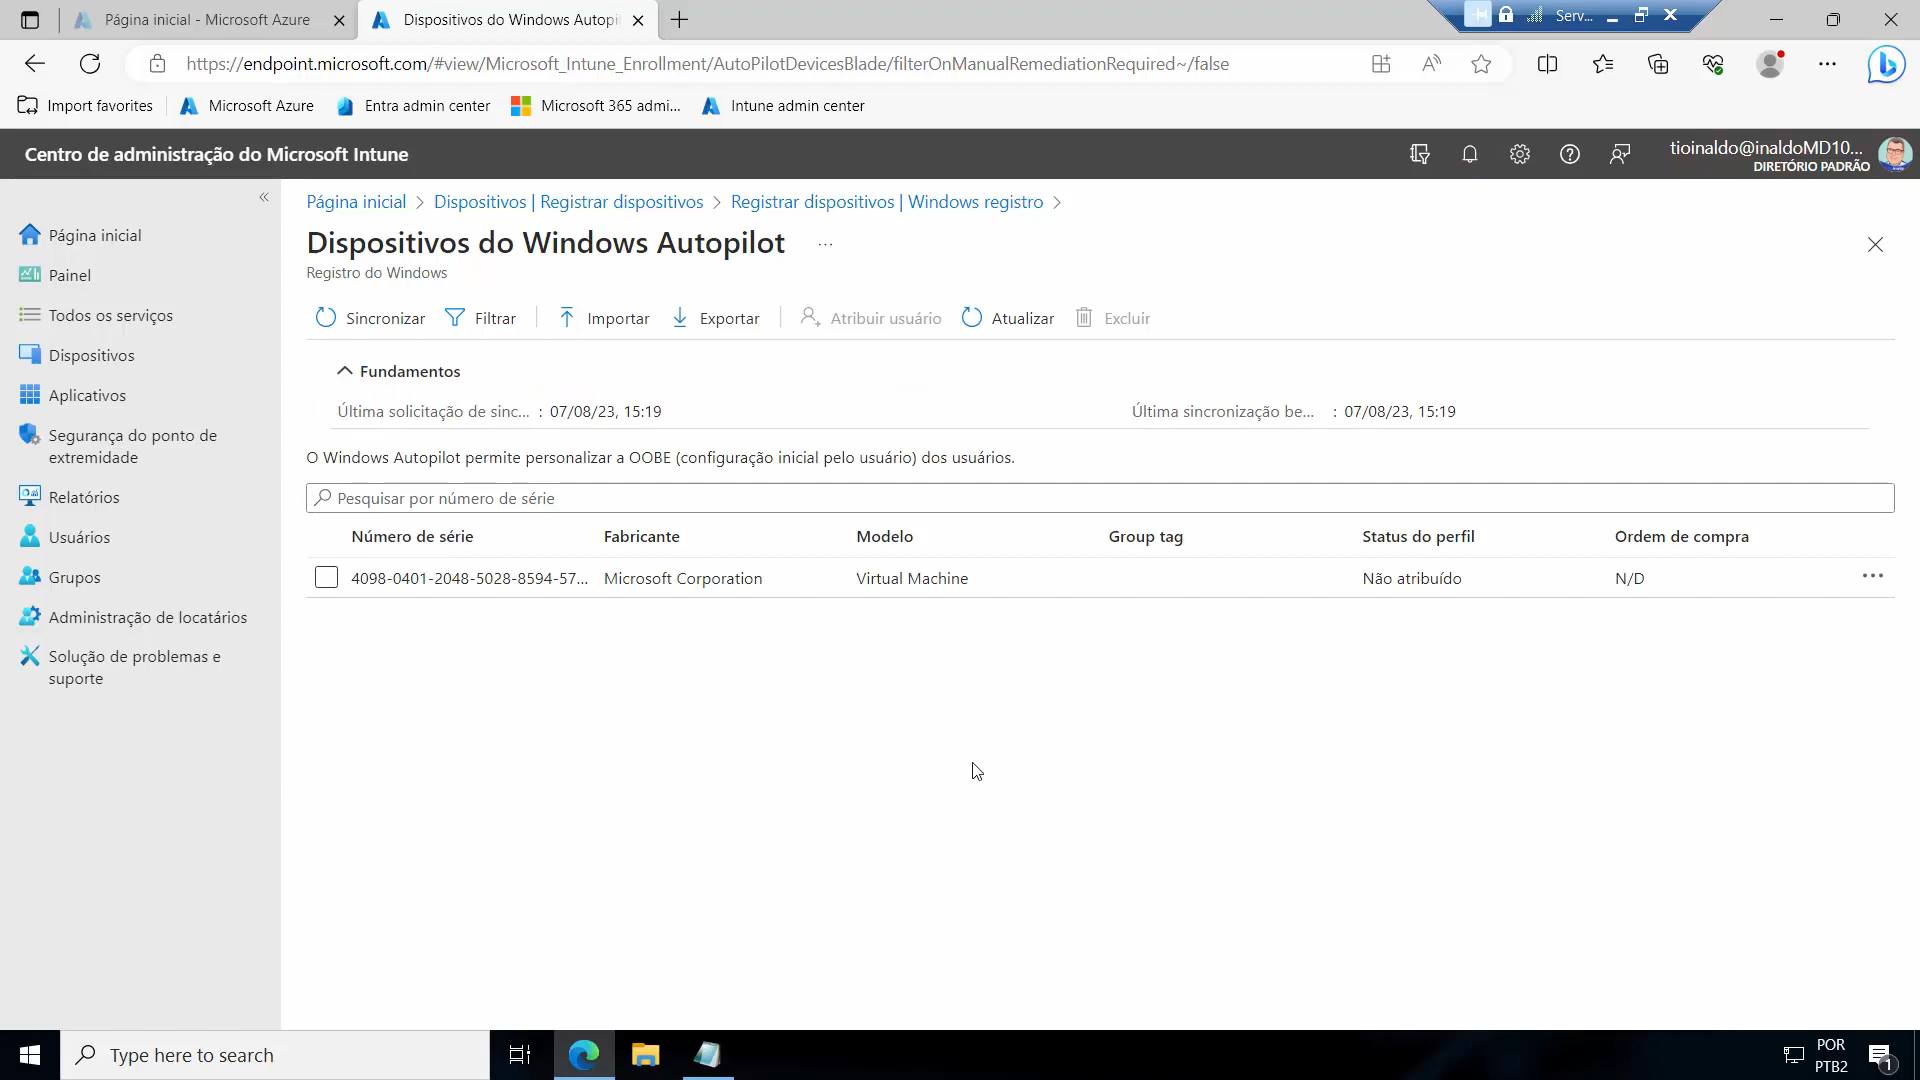 Página inicial - Microsoft Azure
Dispositivos do Windows Autopil
Serv...
https://endpoint.microsoft.com/#view/Microsoft_Intune_Enrollment/AutoPilotDevicesBlade/filterOnManualRemediationRequired~/false
Import favorites
Microsoft Azure
Entra admin center
Microsoft 365 admi...
Intune admin center
Centro de administração do Microsoft Intune
tioinaldo@inaldoMD10...
DIRETÓRIO PADRÃO
Página inicial
Painel
Todos os serviços
Dispositivos
Aplicativos
Segurança do ponto de
extremidade
Relatórios
Usuários
Grupos
Administração de locatários
Solução de problemas e
suporte
Página inicial > Dispositivos | Registrar dispositivos > Registrar dispositivos | Windows registro >
Dispositivos do Windows Autopilot ...
Registro do Windows
Sincronizar Filtrar Importar Exportar Atribuir usuário Atualizar Excluir
Fundamentos
Última solicitação de sinc... : 07/08/23, 15:19 Última sincronização be... : 07/08/23, 15:19
O Windows Autopilot permite personalizar a OOBE (configuração inicial pelo usuário) dos usuários.
Pesquisar por número de série
Número de série Fabricante Modelo Group tag Status do perfil Ordem de compra
4098-0401-2048-5028-8594-57... Microsoft Corporation Virtual Machine Não atribuído N/D ...
Type here to search
POR
PTB2
1